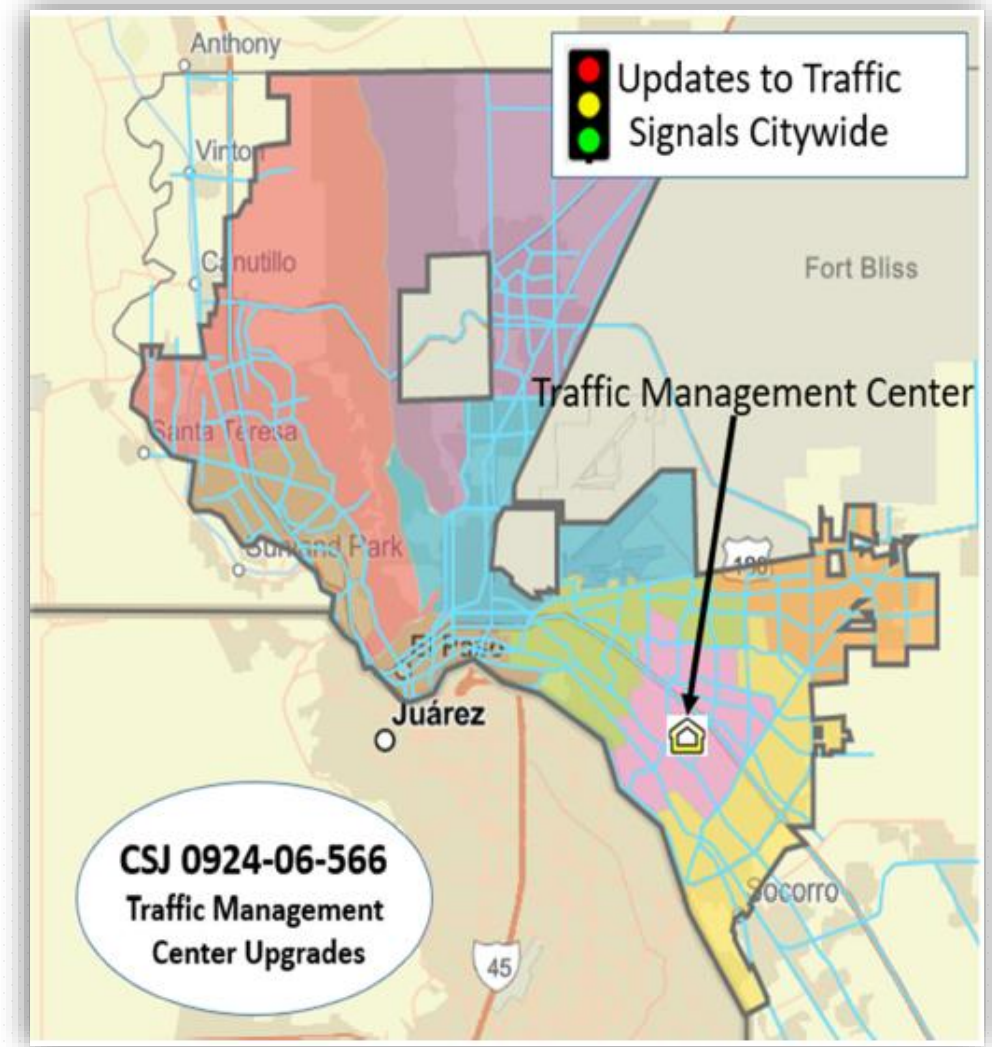 Anthony
Updates to Traffic
Signals Citywide
Vinton
Canutillo
Fort Bliss
Traffic Management Center
Santa Teresa
Sunland Park
180
El Paso
Juárez
CSJ 0924-06-566
Traffic Management
Center Upgrades
Socorro
45